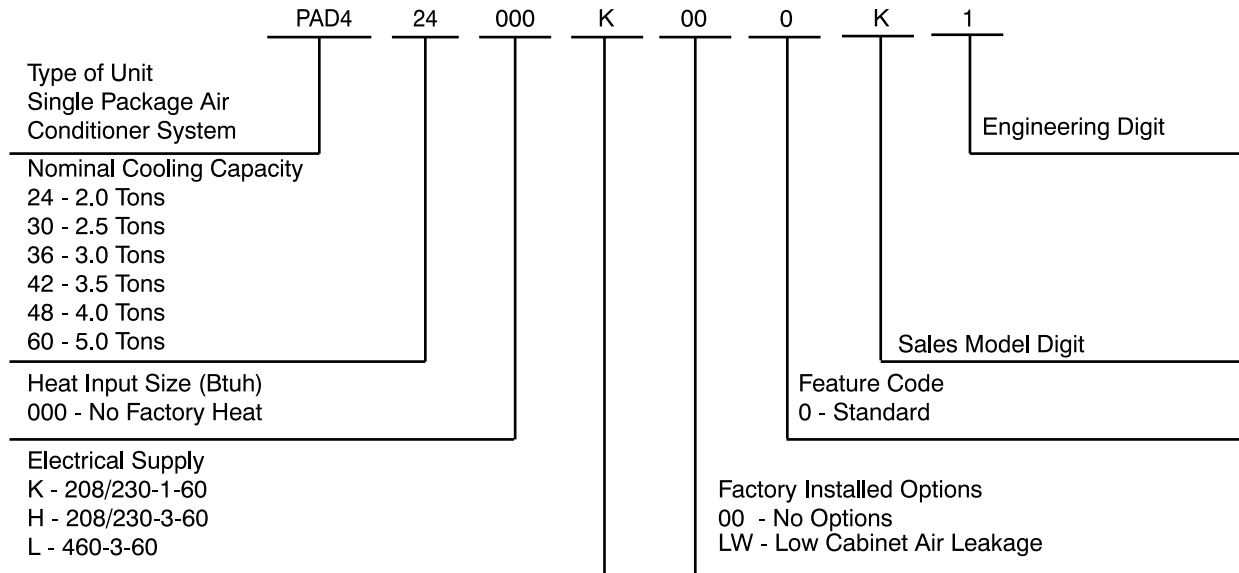 PAD4 24 000 K 00 0 K 1
Type of Unit
Single Package Air
Conditioner System
Engineering Digit
Nominal Cooling Capacity
24 - 2.0 Tons
30 - 2.5 Tons
36 - 3.0 Tons
42 - 3.5 Tons
48 - 4.0 Tons
60 - 5.0 Tons
Sales Model Digit
Heat Input Size (Btuh)
000 - No Factory Heat
Feature Code
0 - Standard
Electrical Supply
K - 208/230-1-60
H - 208/230-3-60
L - 460-3-60
Factory Installed Options
00 - No Options
LW - Low Cabinet Air Leakage